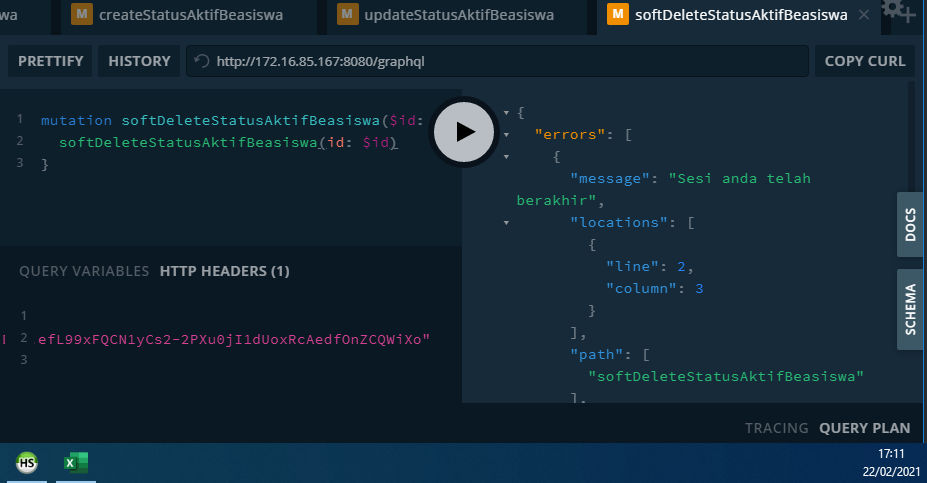 wa
M createStatusAktifBeasiswa
M updateStatusAktifBeasiswa
M softDeleteStatusAktifBeasiswa
PRETTIFY
HISTORY
http://172.16.85.167:8080/graphql
COPY CURL
1 mutation softDeleteStatusAktifBeasiswa($id:
2 softDeleteStatusAktifBeasiswa(id: $id)
3 }
{
"errors": [
{
"message": "Sesi anda telah
berakhir",
"locations": [
{
"line": 2,
"column": 3
}
],
"path": [
"softDeleteStatusAktifBeasiswa"
],
DOCS
SCHEMA
QUERY VARIABLES HTTP HEADERS (1)
1
2 efL99xFQCN1yCs2-2PXu0jI1dUoxRcAedfOnZCQWiXo"
3
TRACING QUERY PLAN
HS
X
17:11
22/02/2021